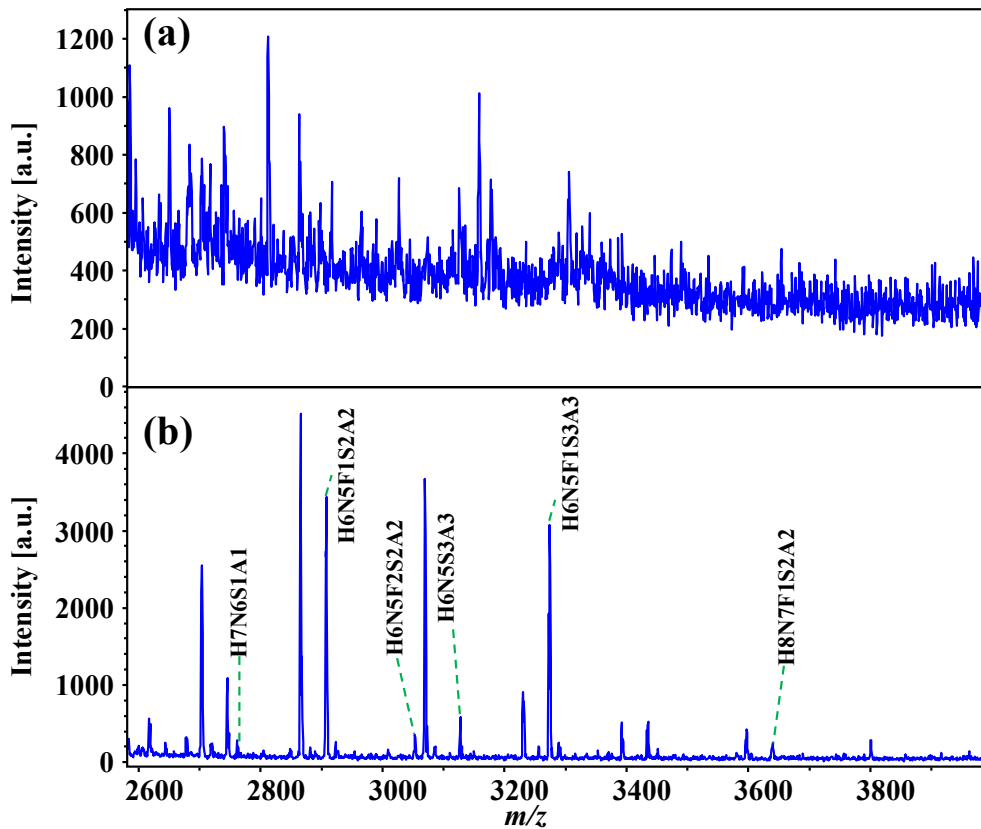 (a)
1200
1000
800
600
400
200
0
Intensity [a.u.]
(b)
4000
3000
2000
1000
0
Intensity [a.u.]
H7N6S1A1
H6N5F1S2A2
H6N5F2S2A2
H6N5S3A3
H6N5F1S3A3
H8N7F1S2A2
2600 2800 3000 3200 3400 3600 3800
m/z